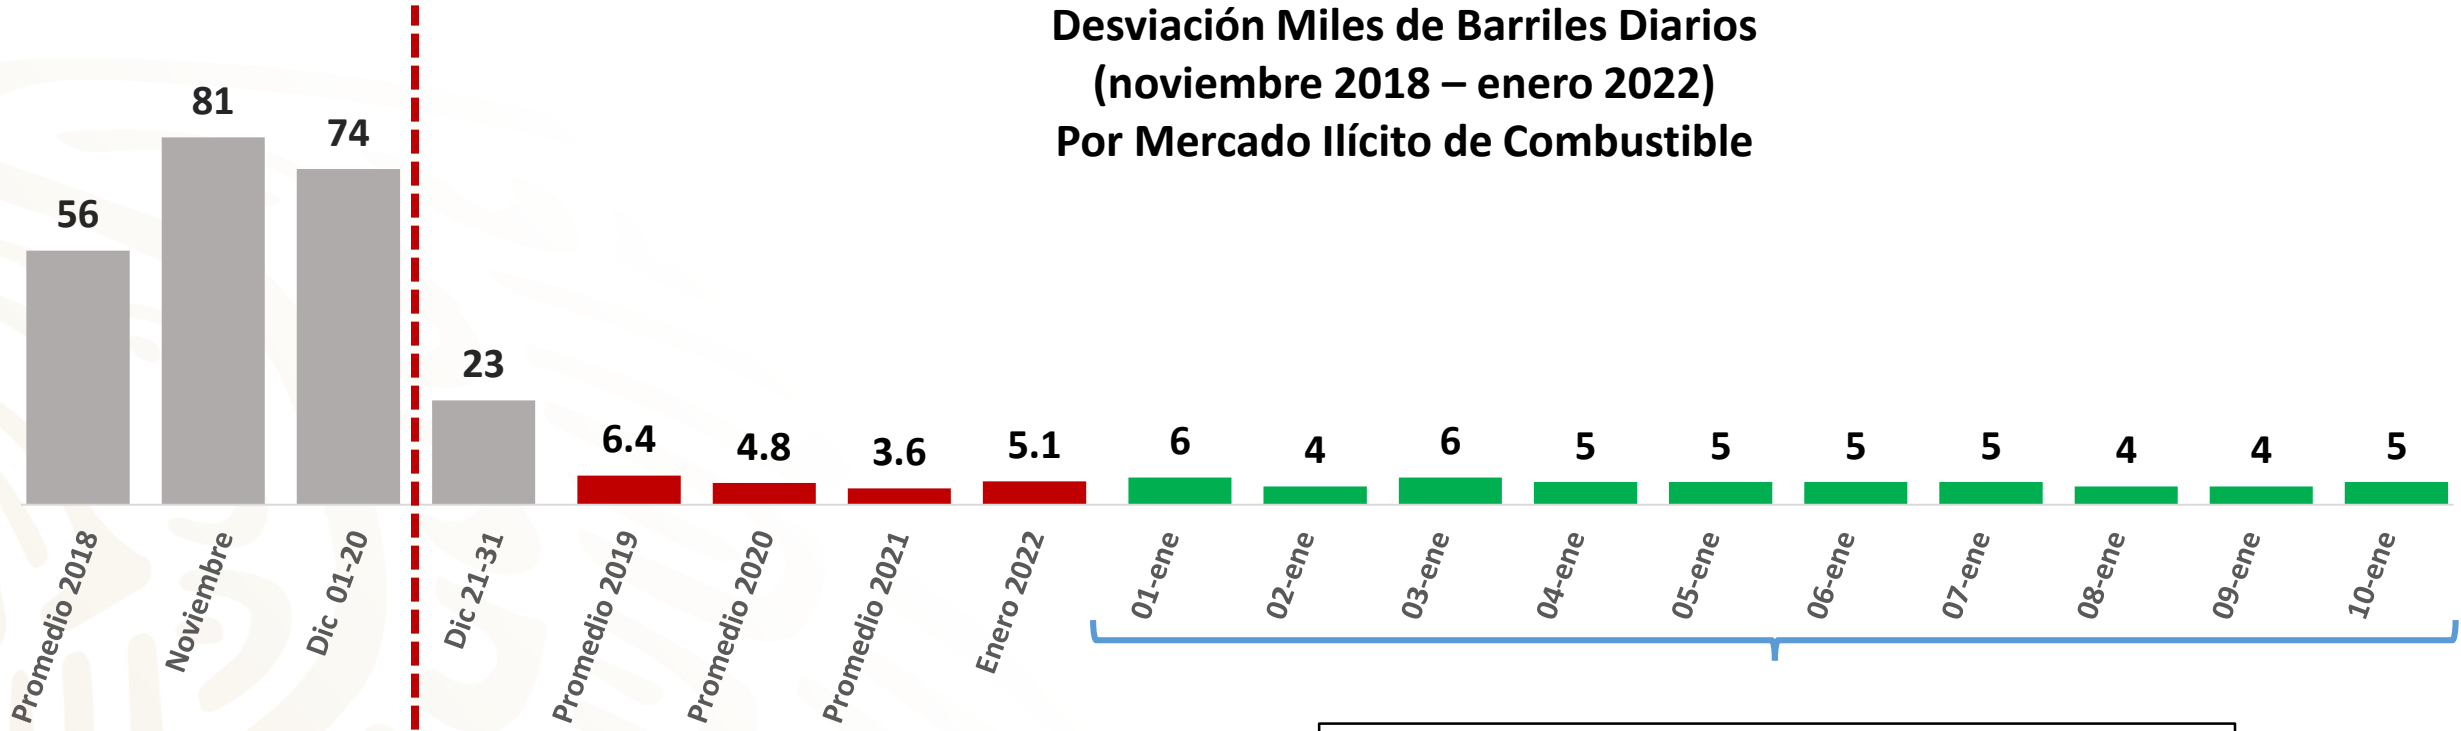 Desviación Miles de Barriles Diarios
(noviembre 2018 – enero 2022)
Por Mercado Ilícito de Combustible
56
81
74
23
6.4
4.8
3.6
5.1
6
4
6
5
5
5
5
4
4
5
Promedio 2018
Noviembre
Dic 01-20
Dic 21-31
Promedio 2019
Promedio 2020
Promedio 2021
Enero 2022
01-ene
02-ene
03-ene
04-ene
05-ene
06-ene
07-ene
08-ene
09-ene
10-ene